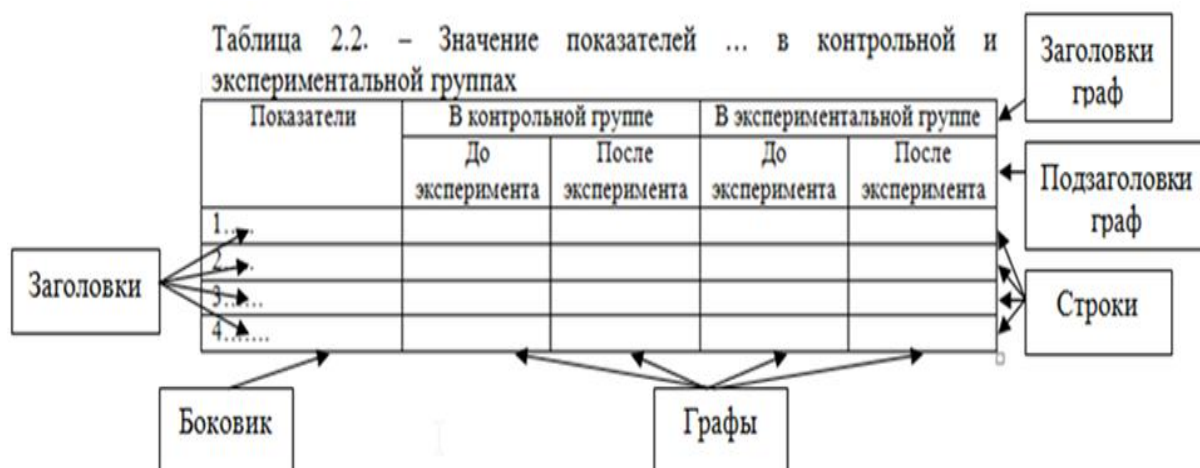 Таблица 2.2. – Значение показателей ... в контрольной и
экспериментальной группах
Заголовки
граф
Показатели
В контрольной группе
В экспериментальной группе
До
эксперимента
После
эксперимента
До
эксперимента
После
эксперимента
Подзаголовки
граф
1......
2......
3.......
4........
Заголовки
Строки
Боковик
Графы